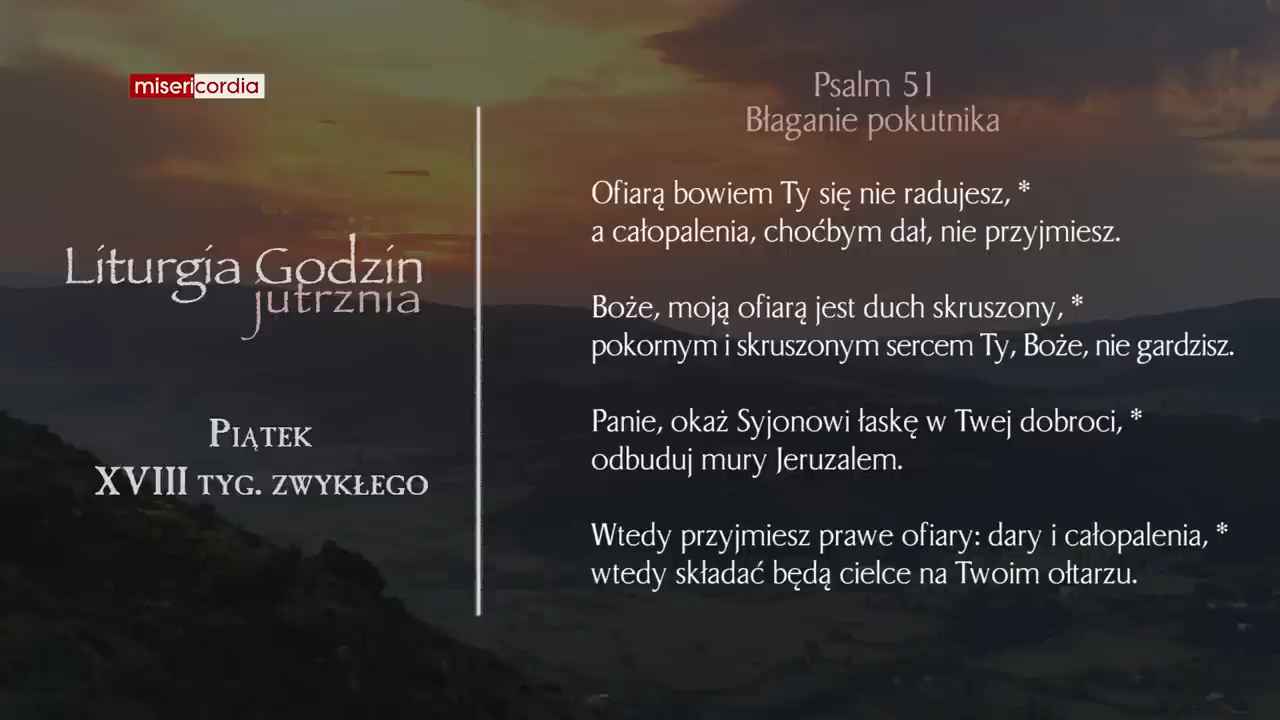 misericordia
Liturgia Godzin
jutrznia
Piątek
XVIII tyg. zwykłego
Psalm 51
Błaganie pokutnika
Ofiarą bowiem Ty się nie radujesz, *
a całopalenia, choćbym dał, nie przyjmiesz.
Boże, moją ofiarą jest duch skruszony, *
pokornym i skruszonym sercem Ty, Boże, nie gardzisz.
Panie, okaż Syjonowi łaskę w Twej dobroci, *
odbuduj mury Jeruzalem.
Wtedy przyjmiesz prawe ofiary: dary i całopalenia, *
wtedy składać będą cielce na Twoim ołtarzu.